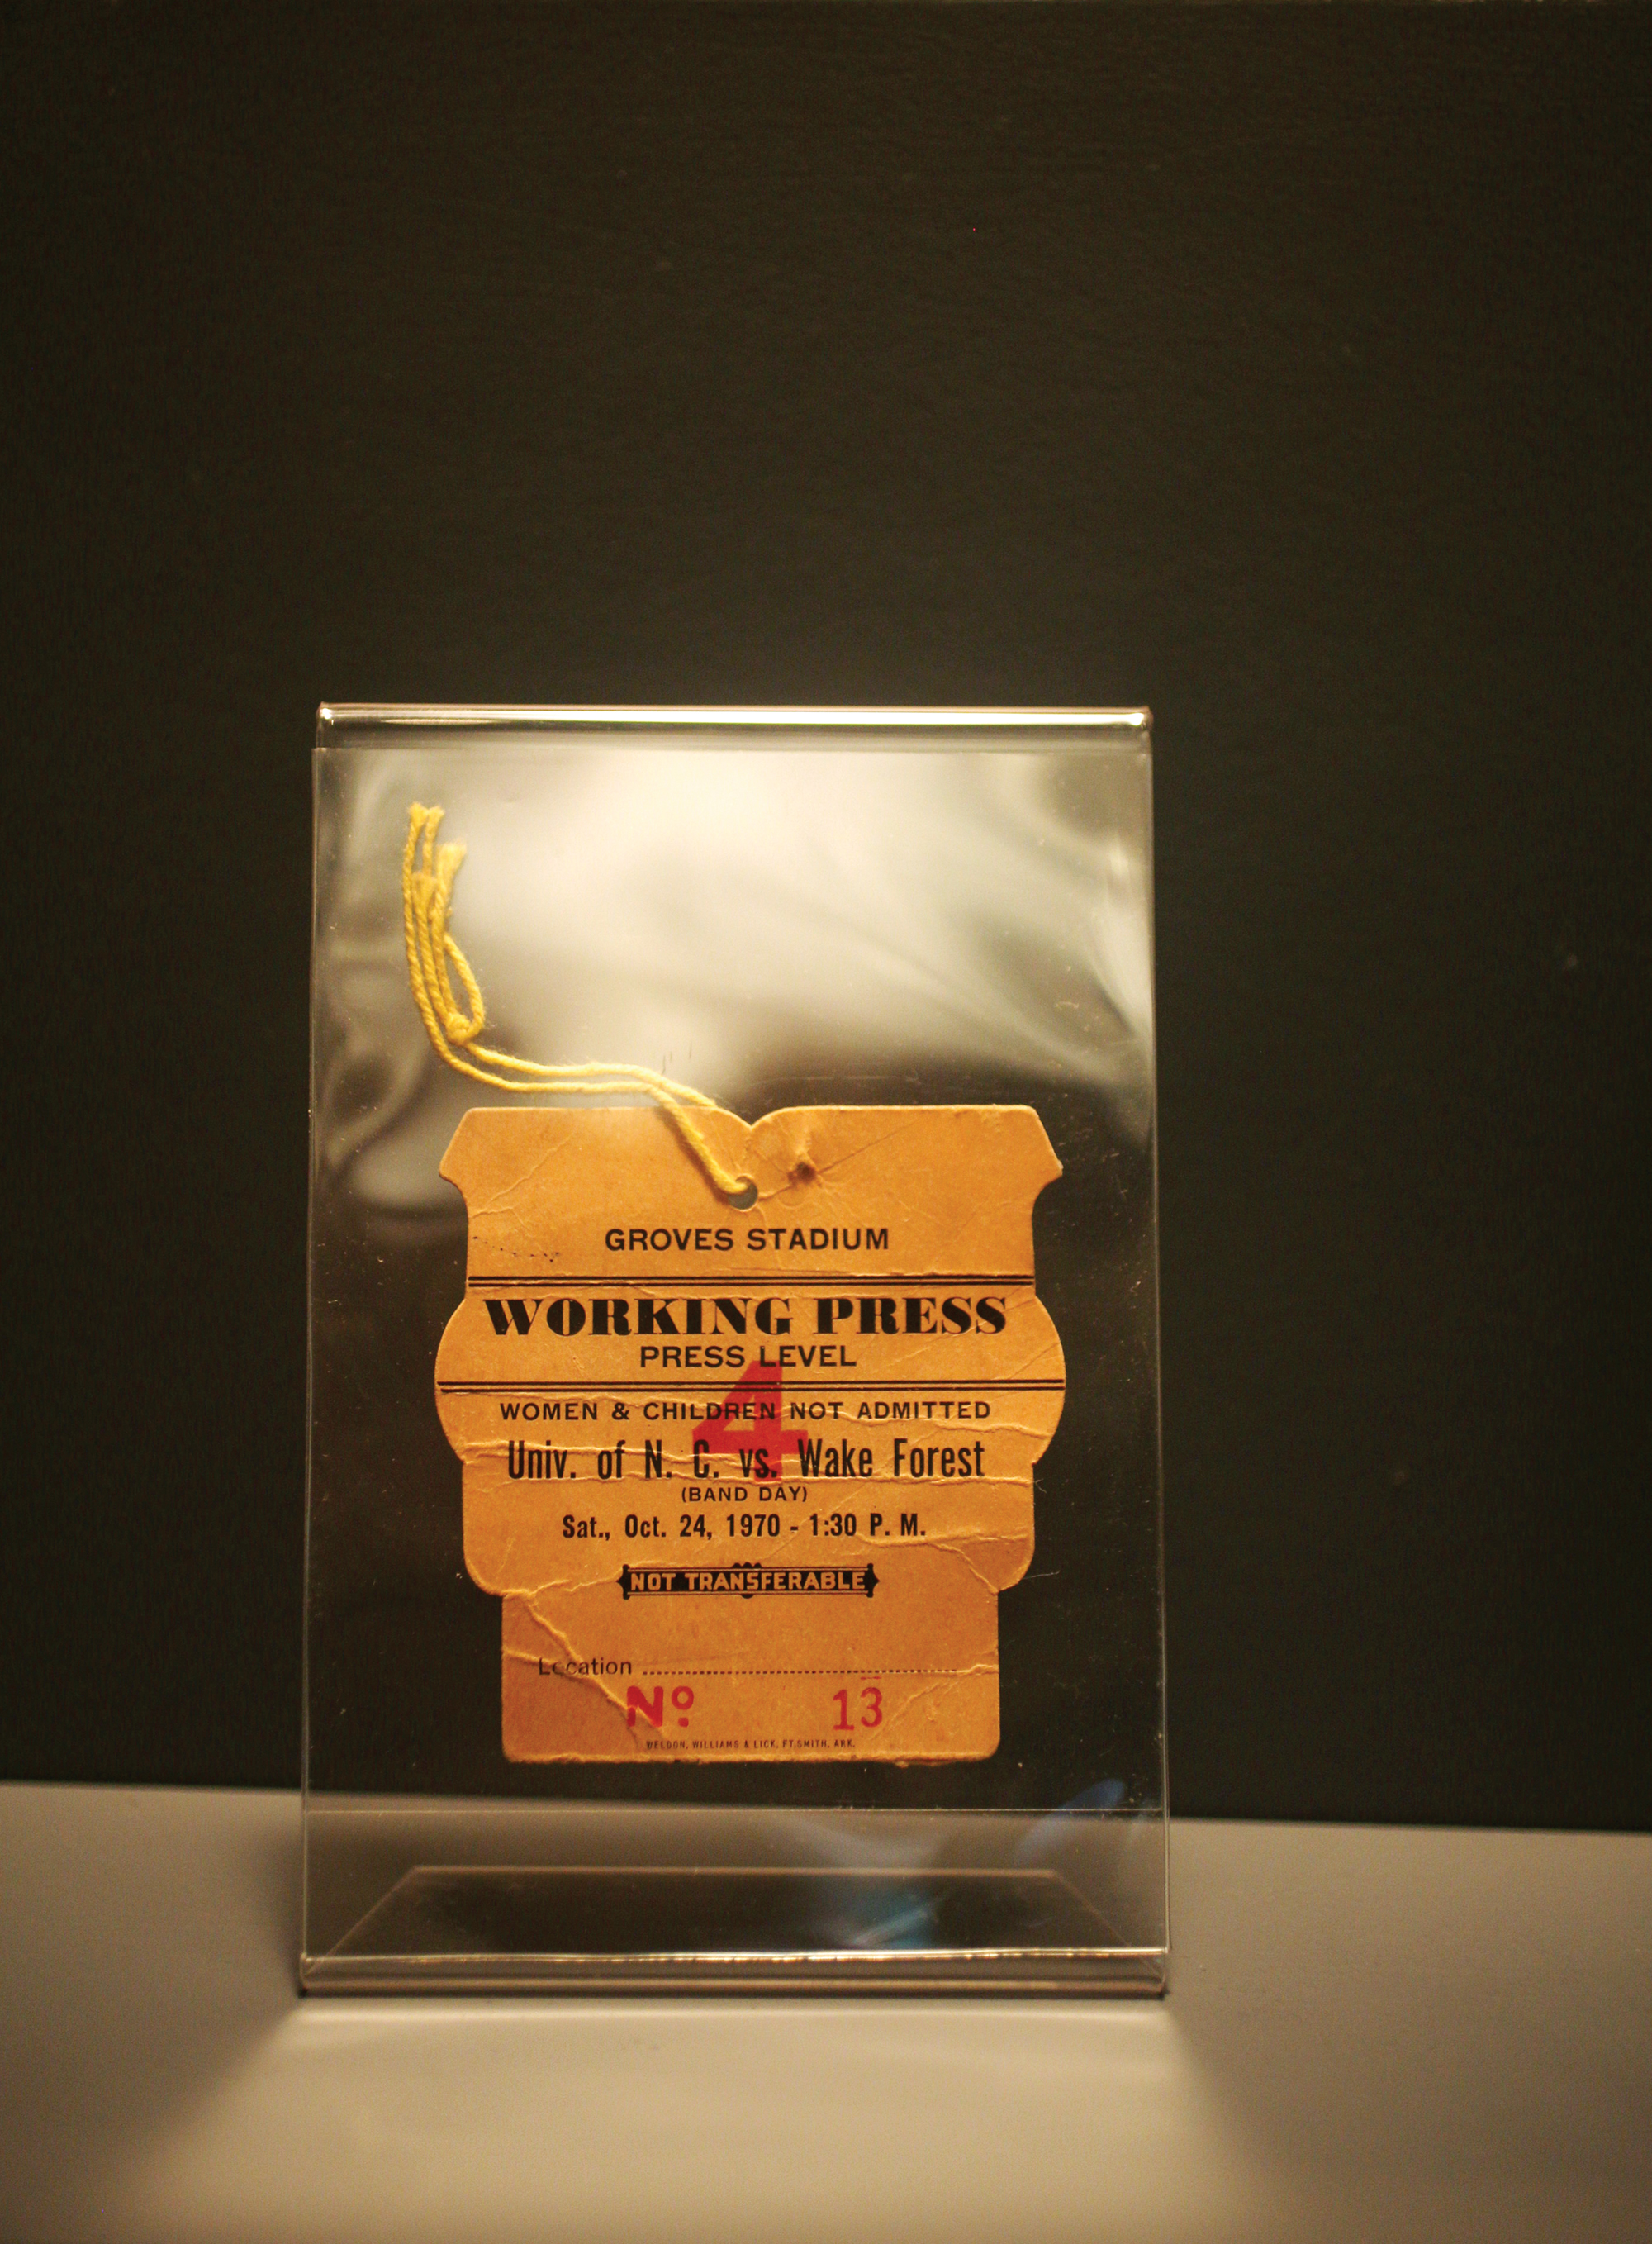 GROVES STADIUM
WORKING PRESS
PRESS LEVEL
4
WOMEN & CHILDREN NOT ADMITTED
Univ. of N. C. vs. Wake Forest
(BAND DAY)
Sat., Oct. 24, 1970 - 1:30 P. M.
NOT TRANSFERABLE
Location
Nº 13
WELDON, WILLIAMS & LICK, FT. SMITH, ARK.